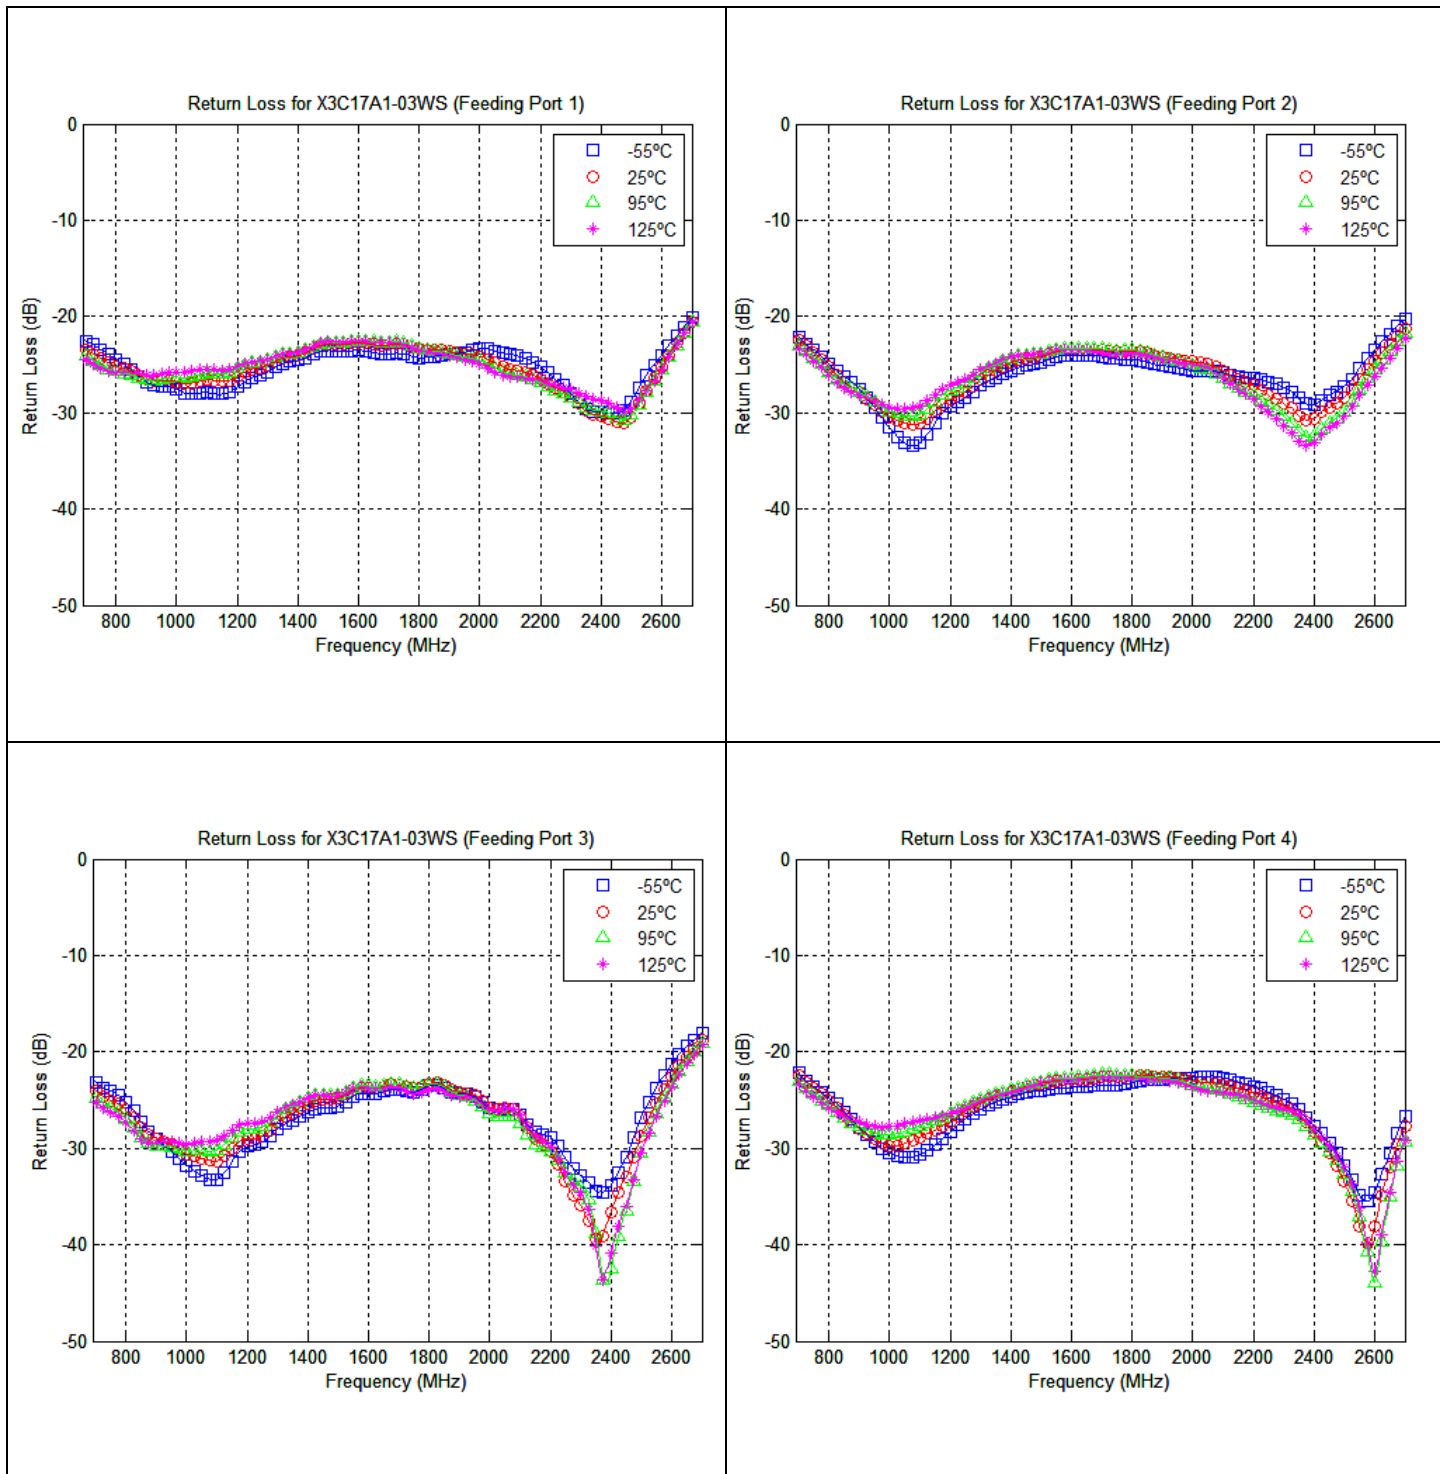 Return Loss for X3C17A1-03WS (Feeding Port 1)
0
-10
-20
-30
-40
-50
Return Loss (dB)
-55ºC
25ºC
95ºC
125ºC
800 1000 1200 1400 1600 1800 2000 2200 2400 2600
Frequency (MHz)
Return Loss for X3C17A1-03WS (Feeding Port 2)
0
-10
-20
-30
-40
-50
Return Loss (dB)
-55ºC
25ºC
95ºC
125ºC
800 1000 1200 1400 1600 1800 2000 2200 2400 2600
Frequency (MHz)
Return Loss for X3C17A1-03WS (Feeding Port 3)
0
-10
-20
-30
-40
-50
Return Loss (dB)
-55ºC
25ºC
95ºC
125ºC
800 1000 1200 1400 1600 1800 2000 2200 2400 2600
Frequency (MHz)
Return Loss for X3C17A1-03WS (Feeding Port 4)
0
-10
-20
-30
-40
-50
Return Loss (dB)
-55ºC
25ºC
95ºC
125ºC
800 1000 1200 1400 1600 1800 2000 2200 2400 2600
Frequency (MHz)